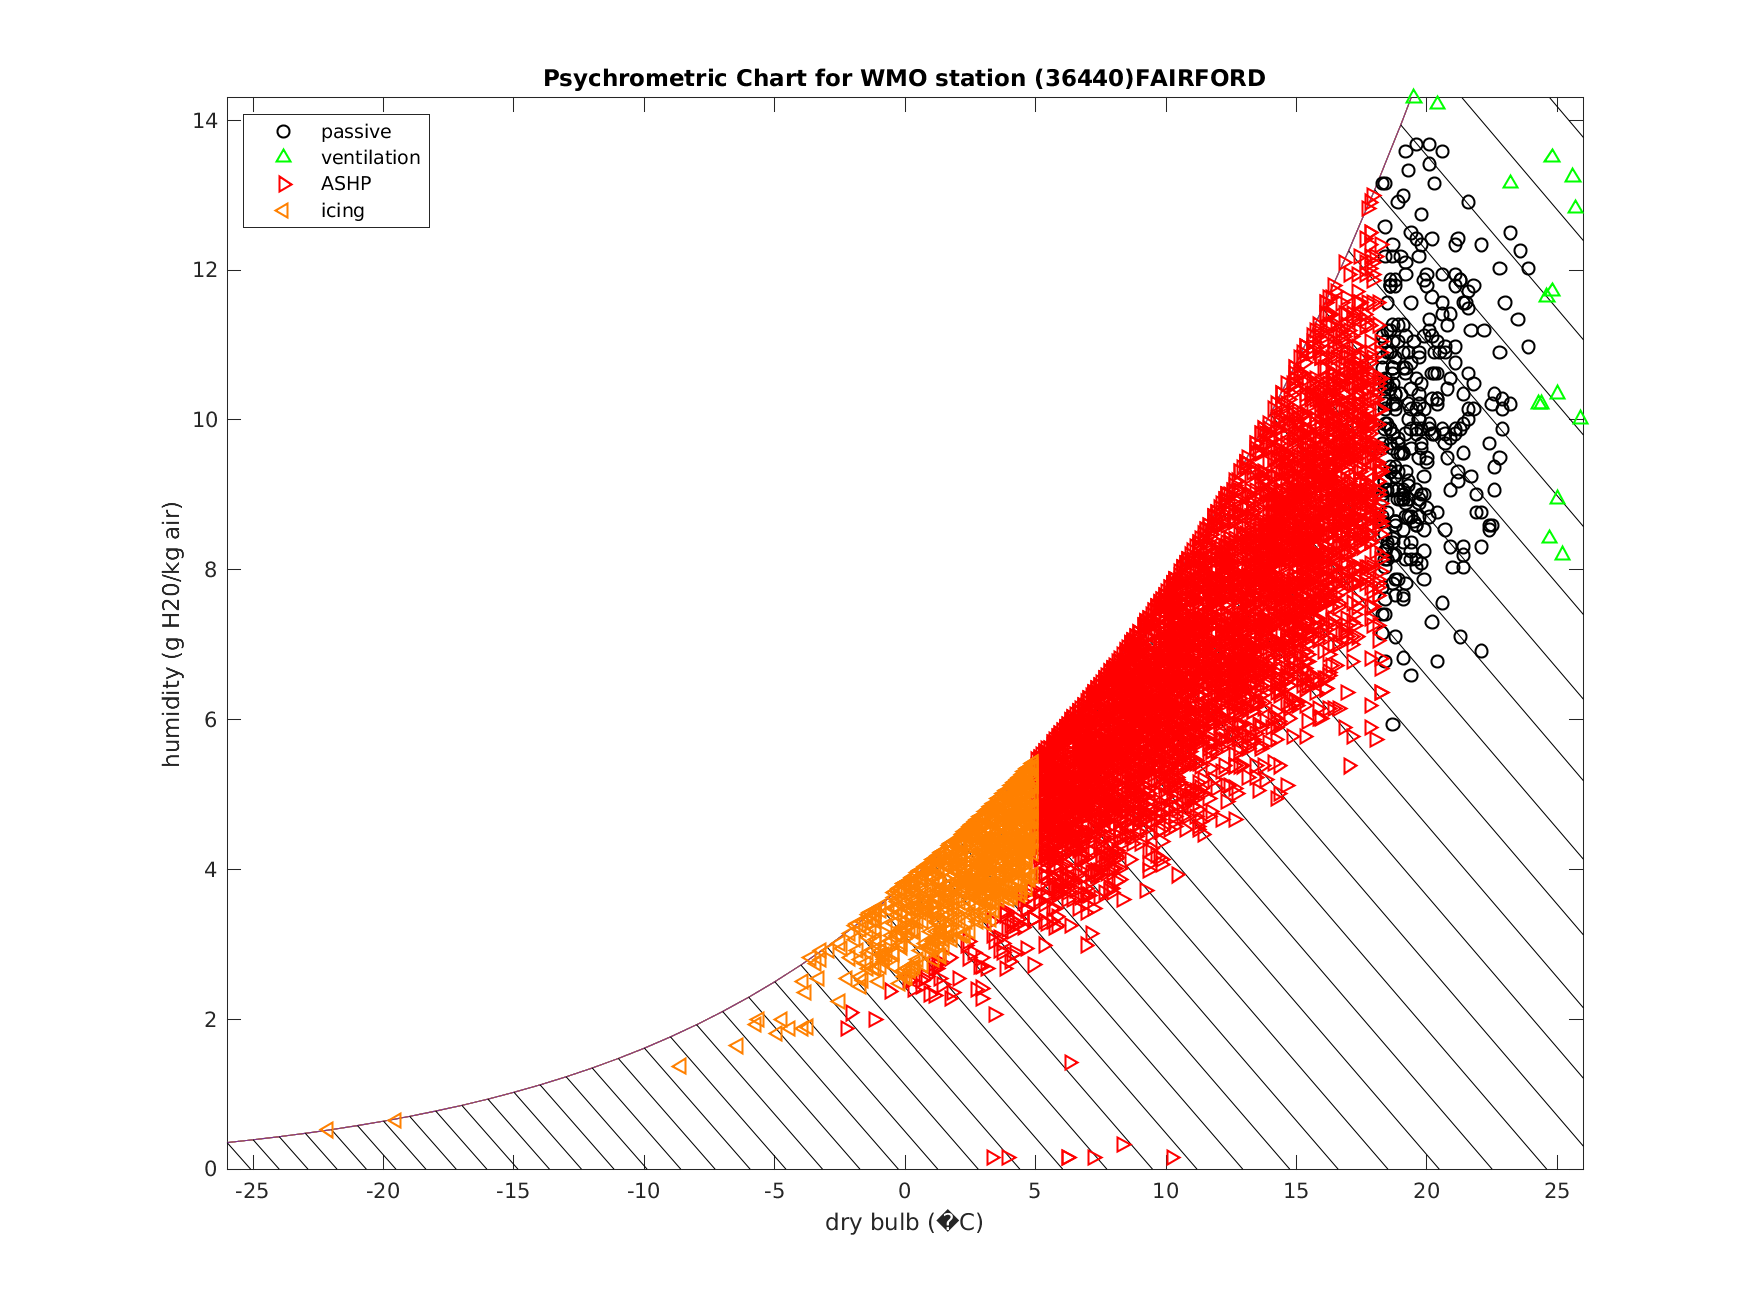 Psychrometric Chart for WMO station (36440)FAIRFORD
passive
ventilation
ASHP
icing
14
12
10
8
6
4
2
0
humidity (g H20/kg air)
-25 -20 -15 -10 -5 0 5 10 15 20 25
dry bulb (�C)